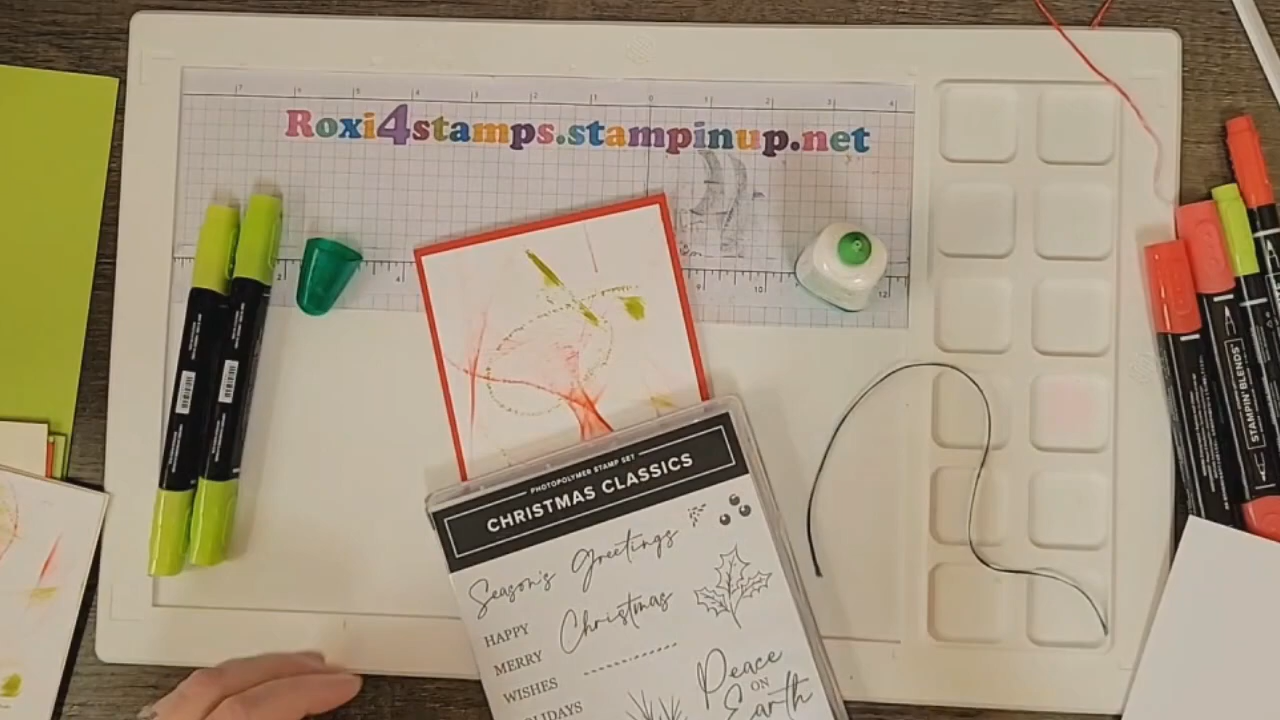 Roxi4stamps.stampinup.net
PHOTOPOLYMER STAMP SET
CHRISTMAS CLASSICS
Season's Greetings
HAPPY
MERRY
Christmas
WISHES
Peace
ON
Earth
STAMPIN' BLENDS